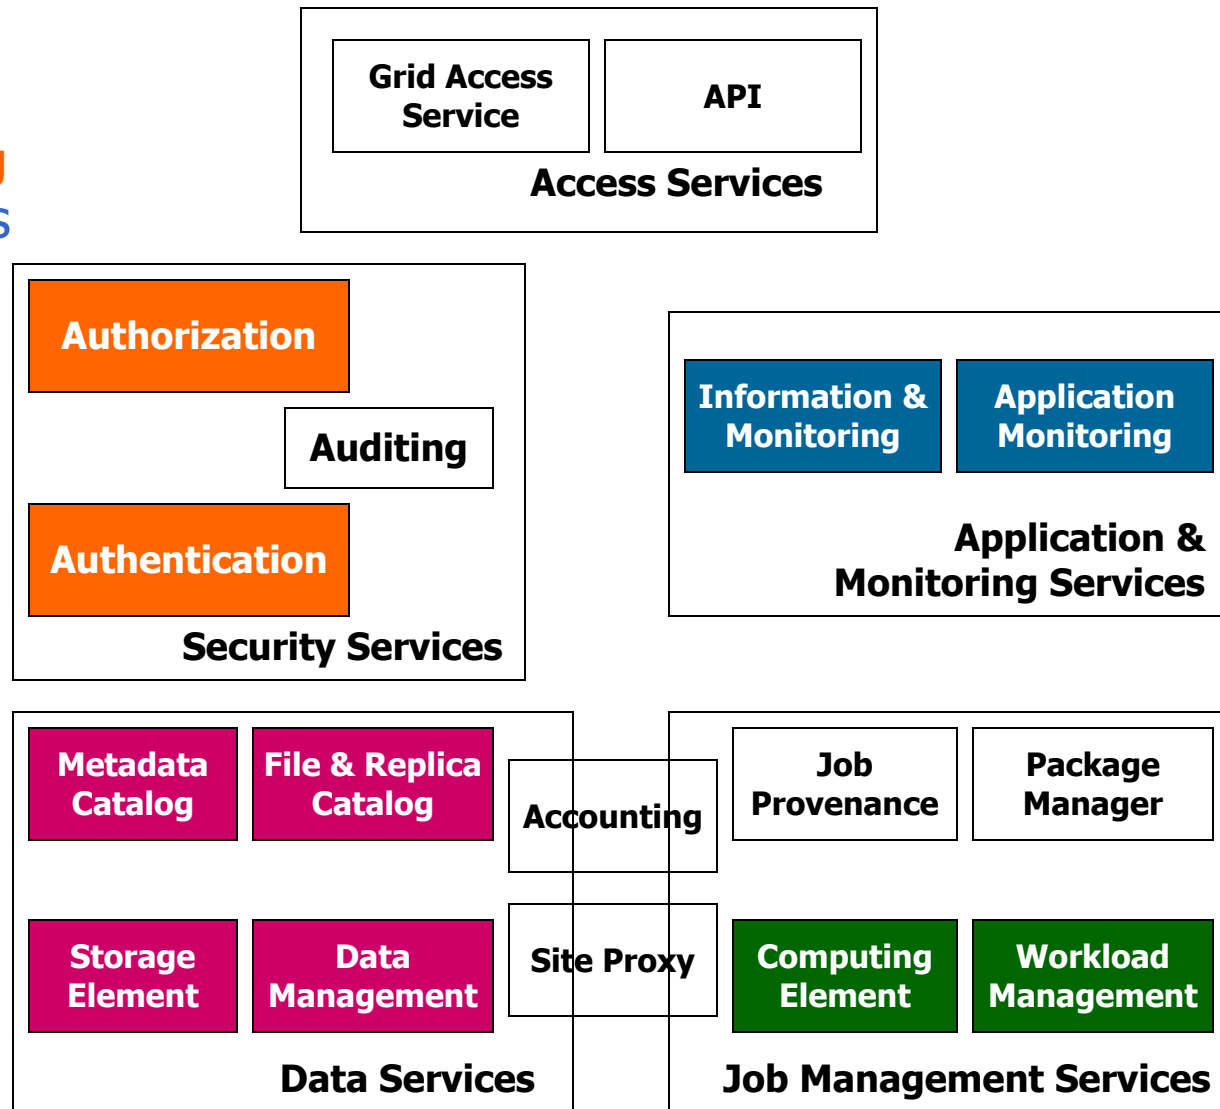 Grid Access
Service
API
Access Services
g
s
Authorization
Auditing
Authentication
Security Services
Information &
Monitoring
Application
Monitoring
Application &
Monitoring Services
Metadata
Catalog
File & Replica
Catalog
Storage
Element
Data
Management
Data Services
Accounting
Site Proxy
Job
Provenance
Package
Manager
Computing
Element
Workload
Management
Job Management Services